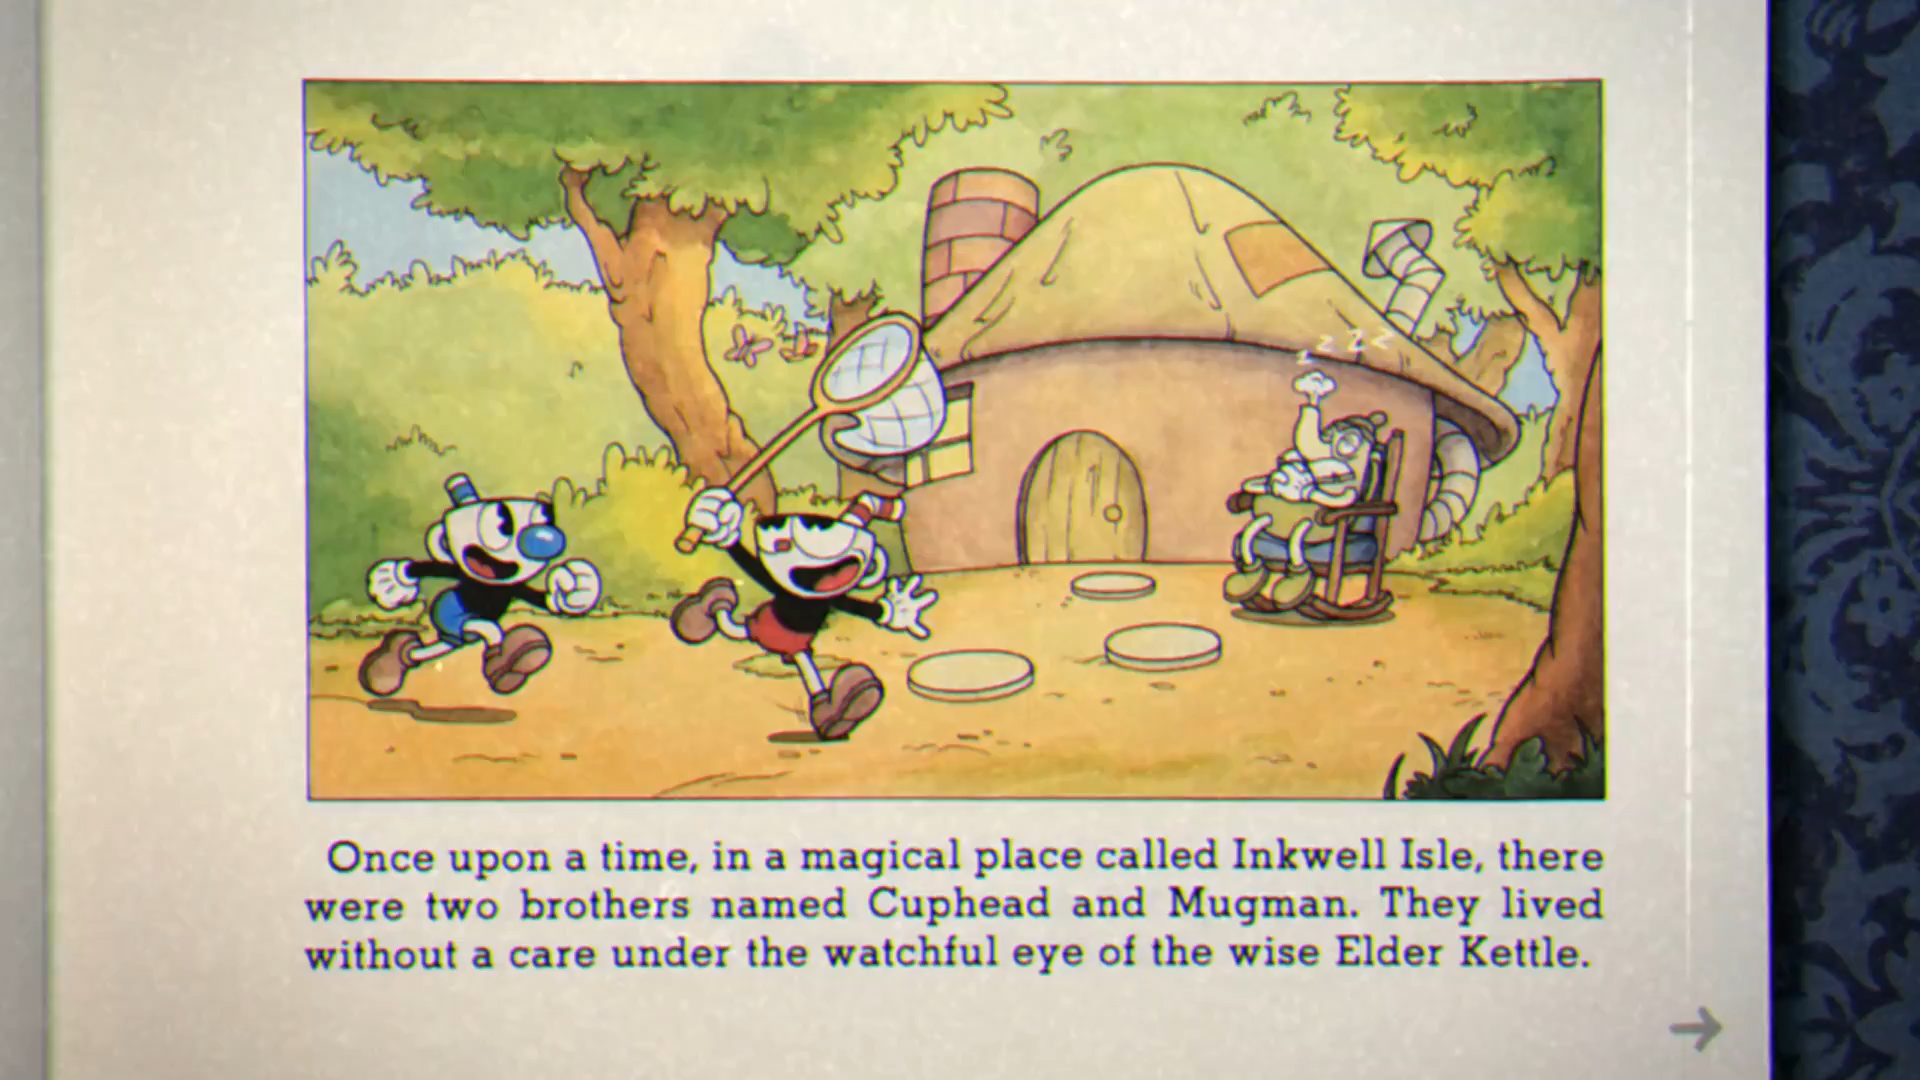 z z z z
Once upon a time, in a magical place called Inkwell Isle, there
were two brothers named Cuphead and Mugman. They lived
without a care under the watchful eye of the wise Elder Kettle.